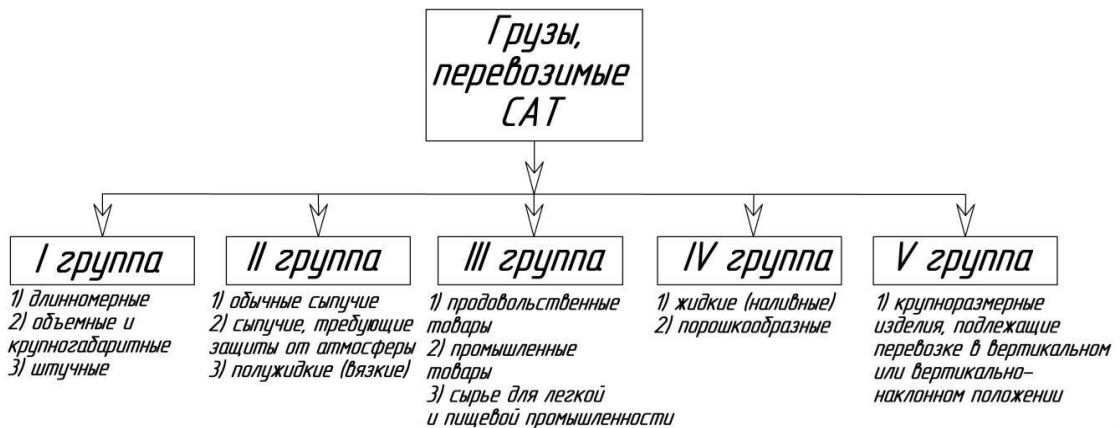 Грузы,
перевозимые
САТ
I группа
1) длинномерные
2) объемные и
крупногабаритные
3) штучные
II группа
1) обычные сыпучие
2) сыпучие, требующие
защиты от атмосферы
3) полужидкие (вязкие)
III группа
1) продовольственные
товары
2) промышленные
товары
3) сырье для легкой
и пищевой промышленности
IV группа
1) жидкие (наливные)
2) порошкообразные
V группа
1) крупноразмерные
изделия, подлежащие
перевозке в вертикальном
или вертикально-
наклонном положении